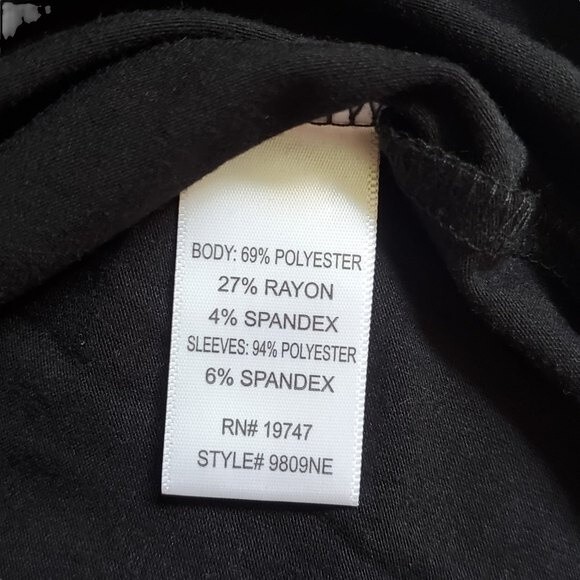 BODY: 69% POLYESTER
27% RAYON
4% SPANDEX
SLEEVES: 94% POLYESTER
6% SPANDEX
RN# 19747
STYLE# 9809NE